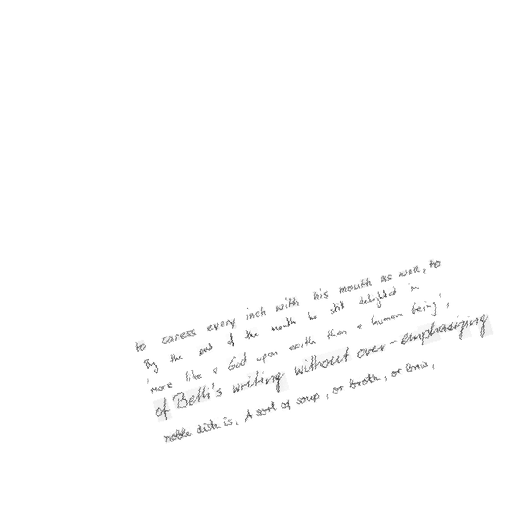 to caress every inch with his mouth as well, to
By the end of the month he still delighted in
' more like a God upon earth than a human being',
of Betti's writing without over-emphasizing
noble dish is. A sort of soup, or broth, or brew,